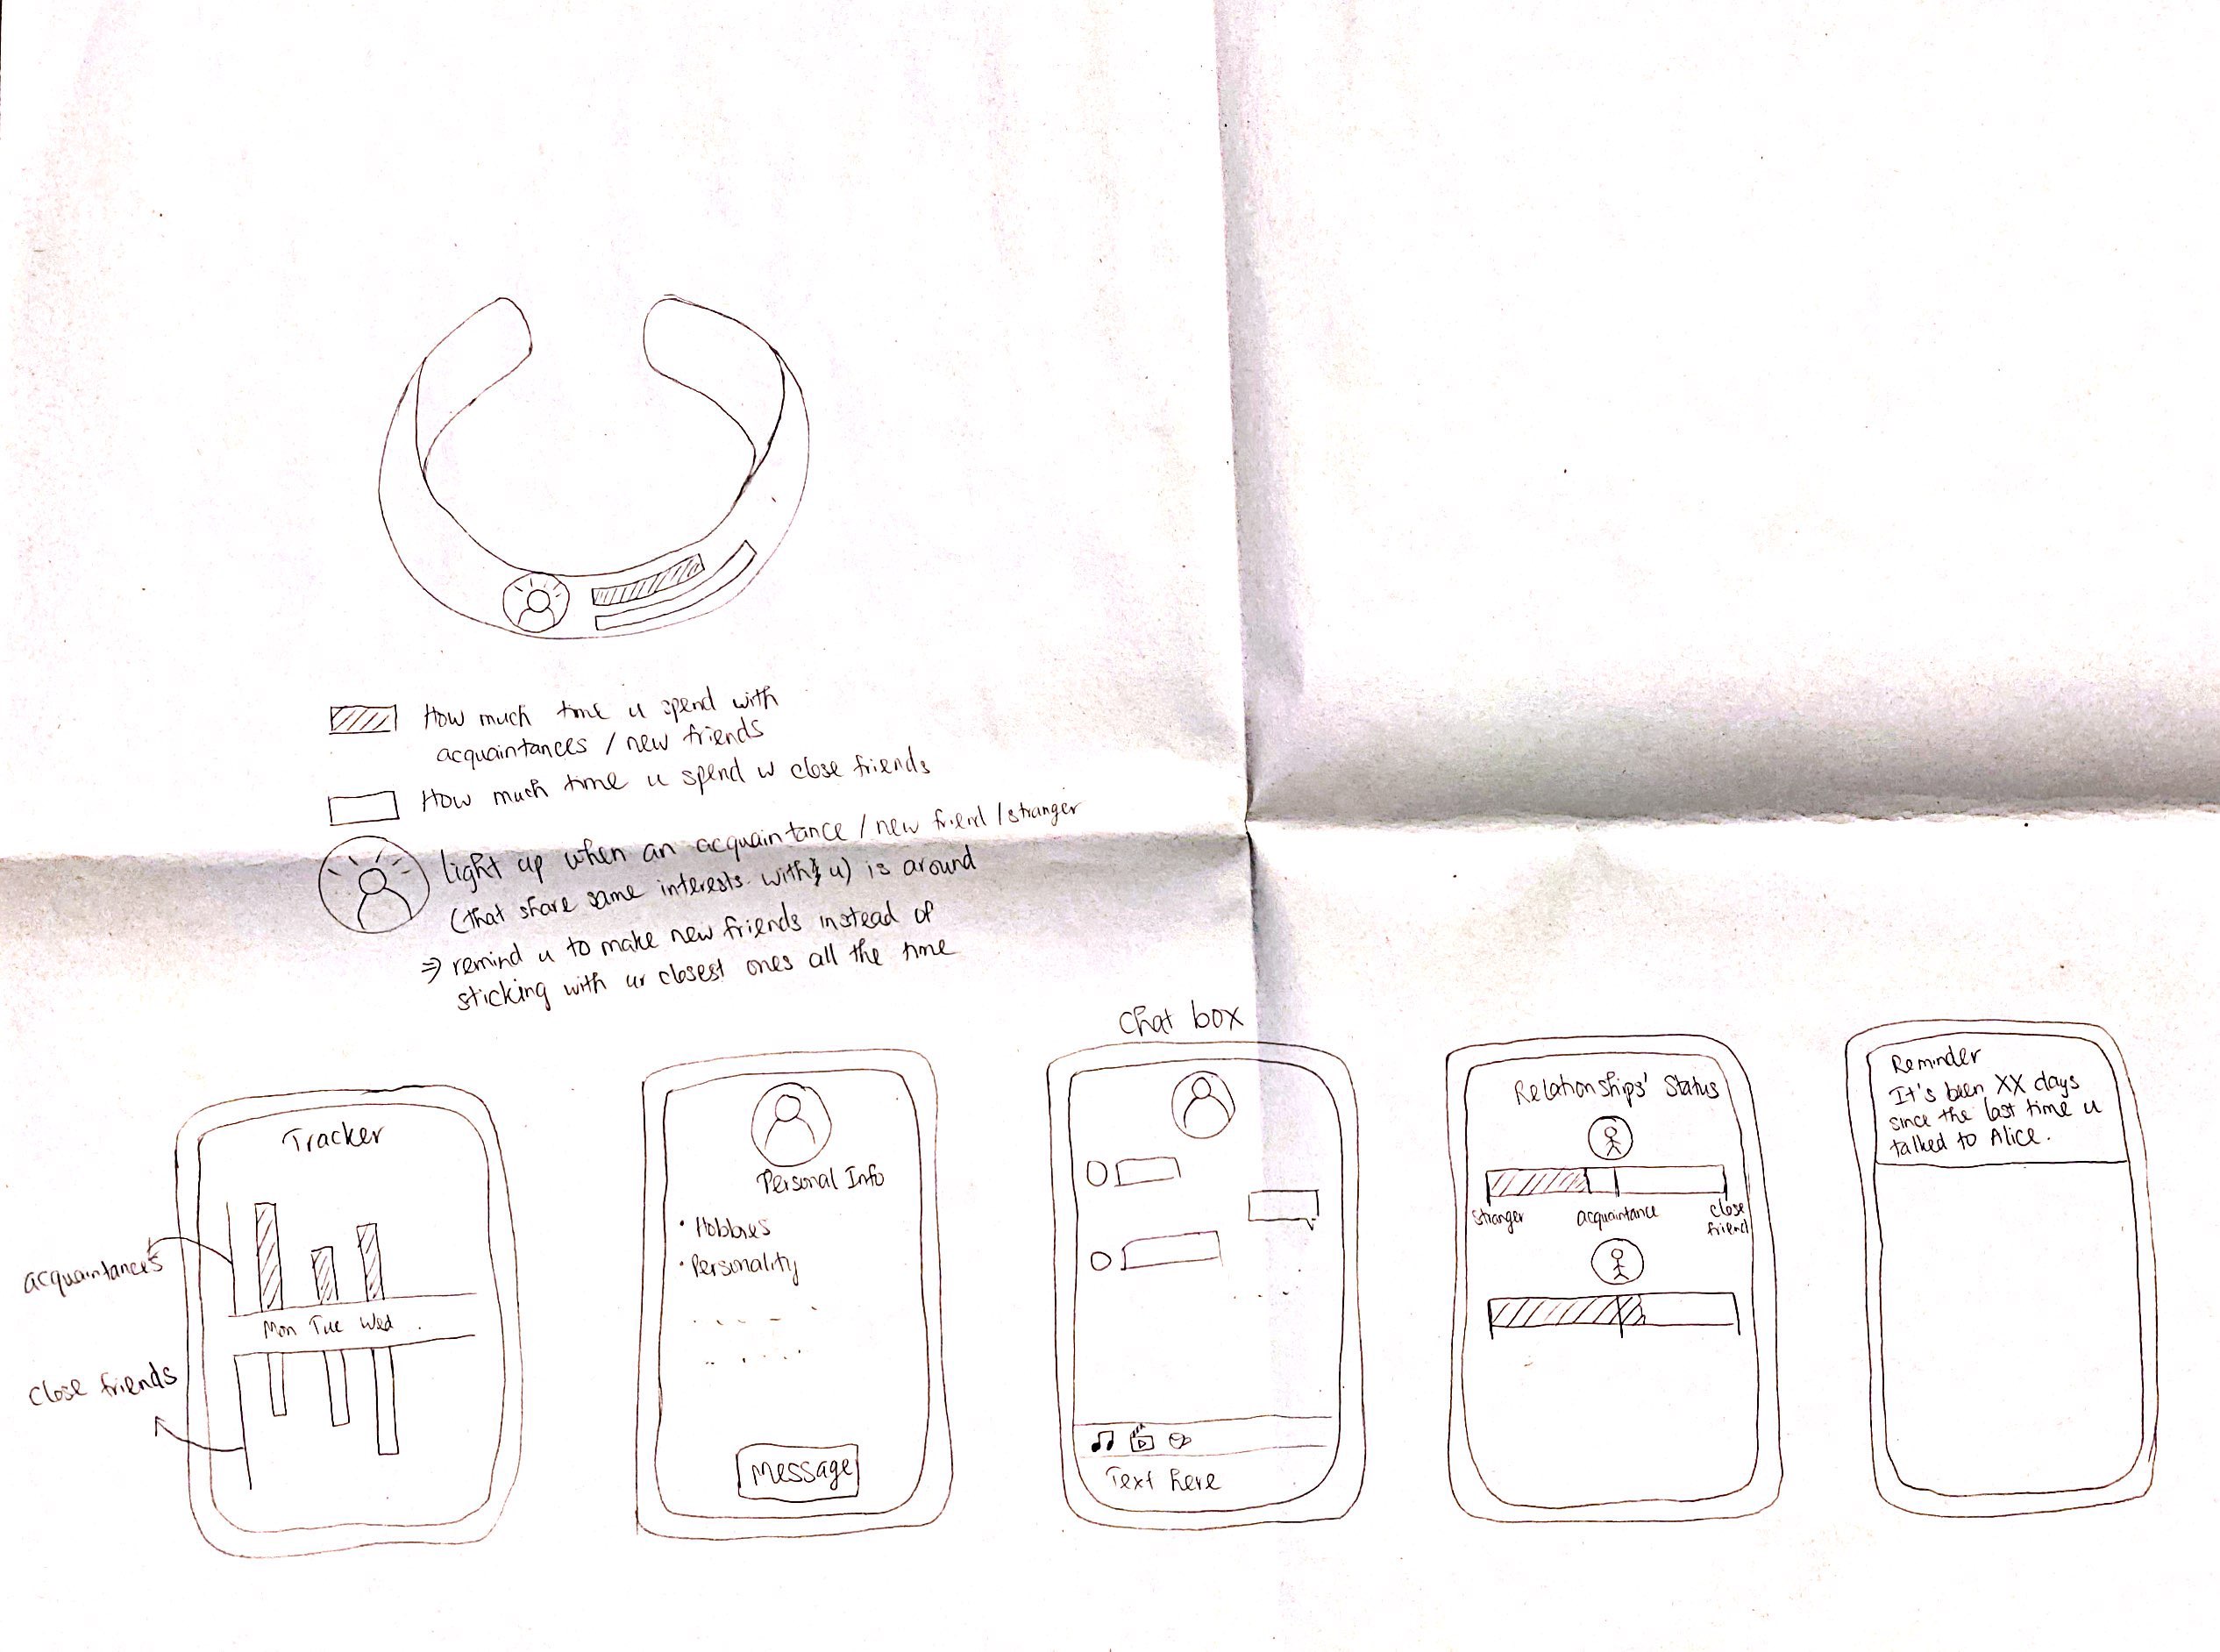 How much time u spend with
acquaintances / new friends
How much time u spend w close friends
light up when an acquaintance / new friend / stranger
(that share same interests with u) is around
⇒ remind u to make new friends instead of
sticking with ur closest ones all the time
Tracker
acquaintances
Mon Tue Wed .
close friends
Personal Info
• Hobbies
• Personality
Message
Chat box
Text here
Relationships' Status
stranger acquaintance close
friend
Reminder
It's been XX days
since the last time u
talked to Alice.